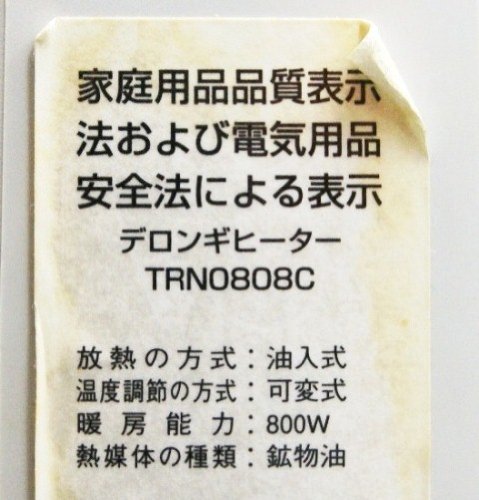 家庭用品品質表示
法および電気用品
安全法による表示
デロンギヒーター
TRN0808C
放熱の方式：油入式
温度調節の方式：可変式
暖房能力：800W
熱媒体の種類：鉱物油